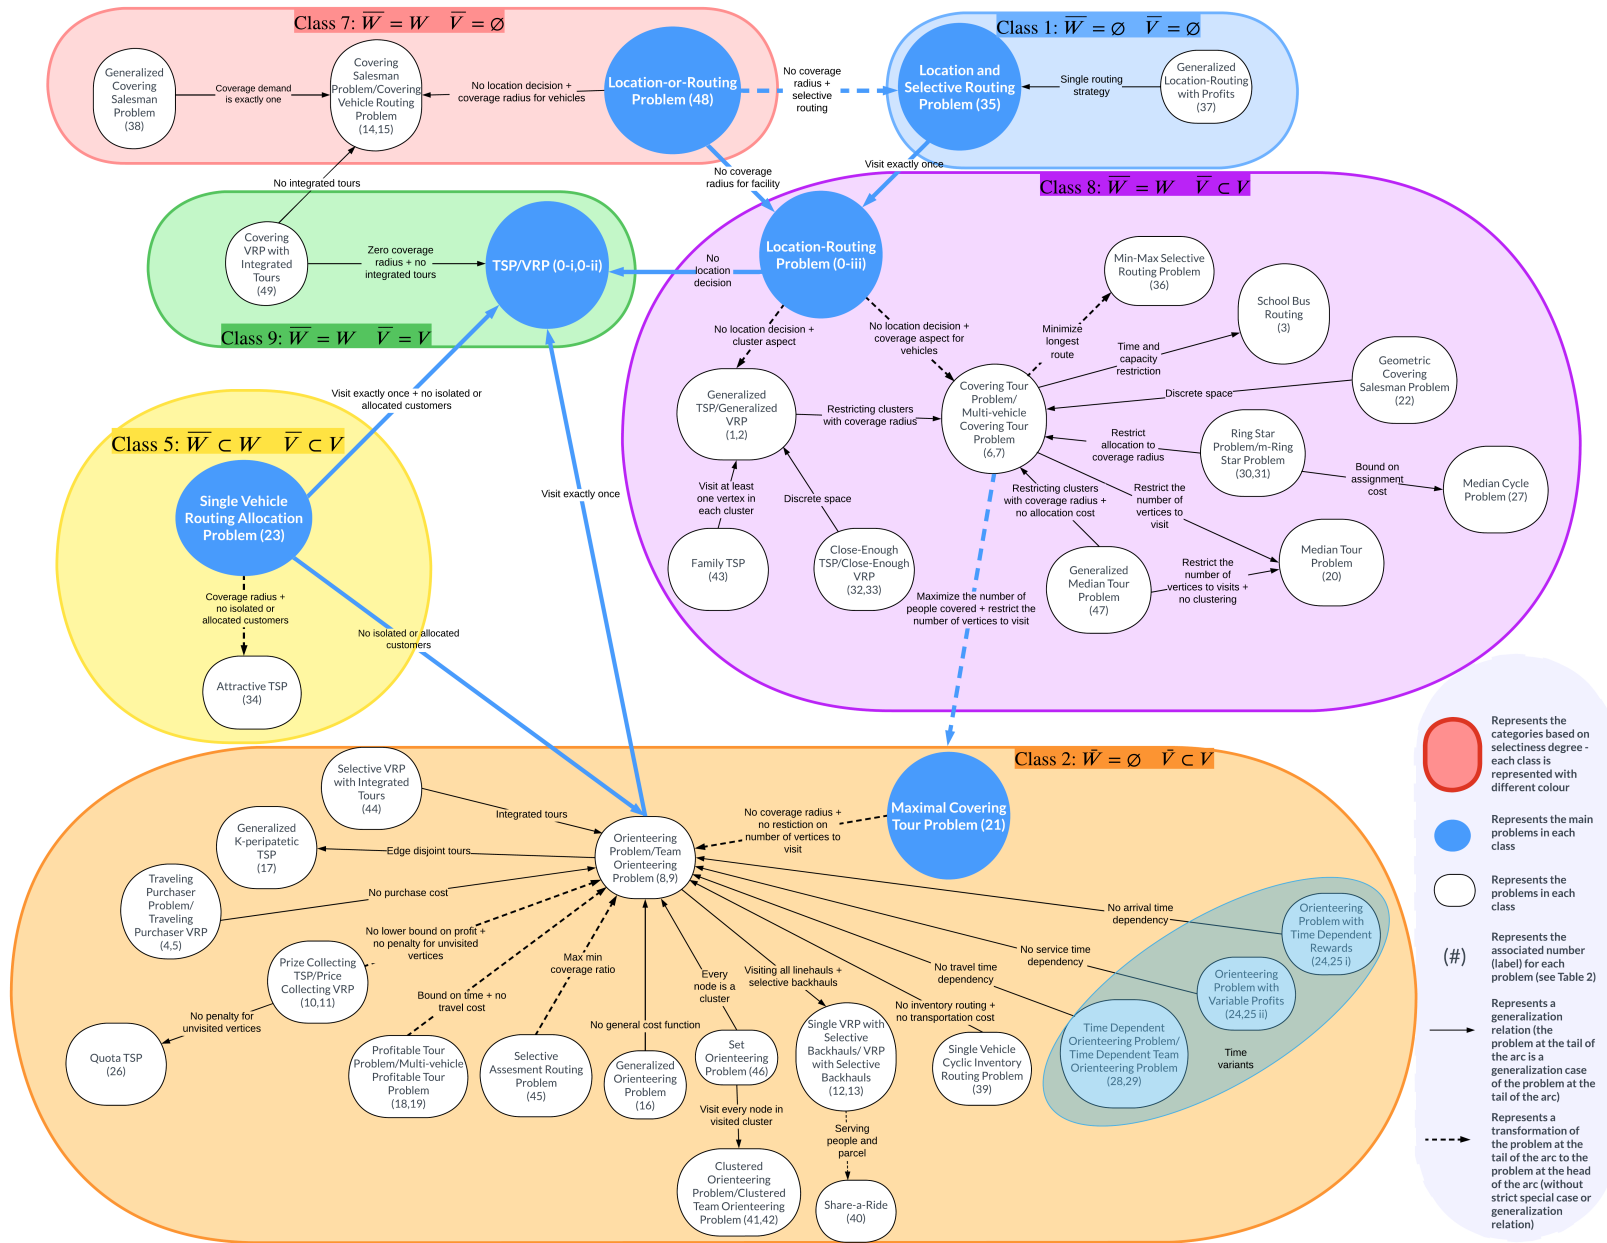 Class 7: W̅ = W V̅ = ∅
Generalized
Covering
Salesman
Problem
(38)
Coverage demand
is exactly one
Covering
Salesman
Problem/Covering
Vehicle Routing
Problem
(14,15)
No location decision +
coverage radius for vehicles
Location-or-Routing
Problem (48)
No coverage
radius +
selective
routing
Class 1: W̅ = ∅ V̅ = ∅
Location and
Selective Routing
Problem (35)
Single routing
strategy
Generalized
Location-Routing
with Profits
(37)
No integrated tours
No coverage
radius for facility
Visit exactly once
Covering
VRP with
Integrated
Tours
(49)
Zero coverage
radius + no
integrated tours
TSP/VRP (0-i,0-ii)
Class 9: W̅ = W V̅ = V
No
location
decision
Class 8: W̅ = W V̅ ⊂ V
Location-Routing
Problem (0-iii)
No location decision +
cluster aspect
No location decision +
coverage aspect for
vehicles
Minimize
longest
route
Min-Max Selective
Routing Problem
(36)
School Bus
Routing
(3)
Time and
capacity
restriction
Geometric
Covering
Salesman Problem
(22)
Discrete space
Generalized
TSP/Generalized
VRP
(1,2)
Restricting clusters
with coverage radius
Covering Tour
Problem/
Multi-vehicle
Covering Tour
Problem
(6,7)
Restrict
allocation to
coverage radius
Ring Star
Problem/m-Ring
Star Problem
(30,31)
Bound on
assignment
cost
Median Cycle
Problem (27)
Visit at least
one vertex in
each cluster
Discrete space
Restricting clusters
with coverage radius +
no allocation cost
Restrict the
number of
vertices to
visit
Family TSP
(43)
Close-Enough
TSP/Close-Enough
VRP
(32,33)
Generalized
Median Tour
Problem
(47)
Restrict the
number of
vertices to visits +
no clustering
Median Tour
Problem
(20)
Maximize the number of
people covered + restrict the
number of vertices to visit
Visit exactly once + no isolated or
allocated customers
Class 5: W̅ ⊂ W V̅ ⊂ V
Single Vehicle
Routing Allocation
Problem (23)
Visit exactly once
Coverage radius +
no isolated or
allocated customers
No isolated or allocated
customers
Attractive TSP
(34)
Class 2: W̄ = ∅ V̄ ⊂ V
Selective VRP
with Integrated
Tours
(44)
Integrated tours
Generalized
K-peripatetic
TSP
(17)
Edge disjoint tours
Orienteering
Problem/Team
Orienteering
Problem (8,9)
No coverage radius +
no restiction on
number of vertices to
visit
Maximal Covering
Tour Problem (21)
Traveling
Purchaser
Problem/
Traveling
Purchaser VRP
(4,5)
No purchase cost
No lower bound on profit +
no penalty for unvisited
vertices
Prize Collecting
TSP/Price
Collecting VRP
(10,11)
No penalty for
unvisited vertices
Quota TSP
(26)
Bound on time + no
travel cost
Profitable Tour
Problem/Multi-vehicle
Profitable Tour
Problem
(18,19)
Max min
coverage ratio
Selective
Assesment Routing
Problem
(45)
No general cost function
Generalized
Orienteering
Problem
(16)
Every
node is a
cluster
Set
Orienteering
Problem (46)
Visit every node in
visited cluster
Clustered
Orienteering
Problem/Clustered
Team Orienteering
Problem (41,42)
Visiting all linehauls +
selective backhauls
Single VRP with
Selective
Backhauls/ VRP
with Selective
Backhauls
(12,13)
Serving
people and
parcel
Share-a-Ride
(40)
No inventory routing +
no transportation cost
Single Vehicle
Cyclic Inventory
Routing Problem
(39)
No travel time
dependency
Time Dependent
Orienteering Problem/
Time Dependent Team
Orienteering Problem
(28,29)
No service time
dependency
Orienteering
Problem with
Variable Profits
(24,25 ii)
No arrival time
dependency
Orienteering
Problem with
Time Dependent
Rewards
(24,25 i)
Time
variants
Represents the
categories based on
selectiness degree -
each class is
represented with
different colour
Represents the main
problems in each
class
Represents the
problems in each
class
(#)
Represents the
associated number
(label) for each
problem (see Table 2)
Represents a
generalization
relation (the
problem at the tail of
the arc is a
generalization case
of the problem at the
tail of the arc)
Represents a
transformation of
the problem at the
tail of the arc to the
problem at the head
of the arc (without
strict special case or
generalization
relation)